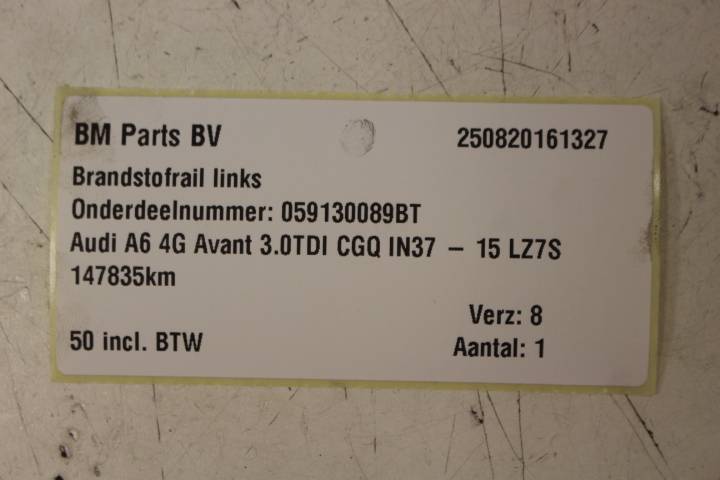 BM Parts BV 250820161327
Brandstofrail links
Onderdeelnummer: 059130089BT
Audi A6 4G Avant 3.0TDI CGQ IN37 – 15 LZ7S
147835km
Verz: 8
50 incl. BTW Aantal: 1